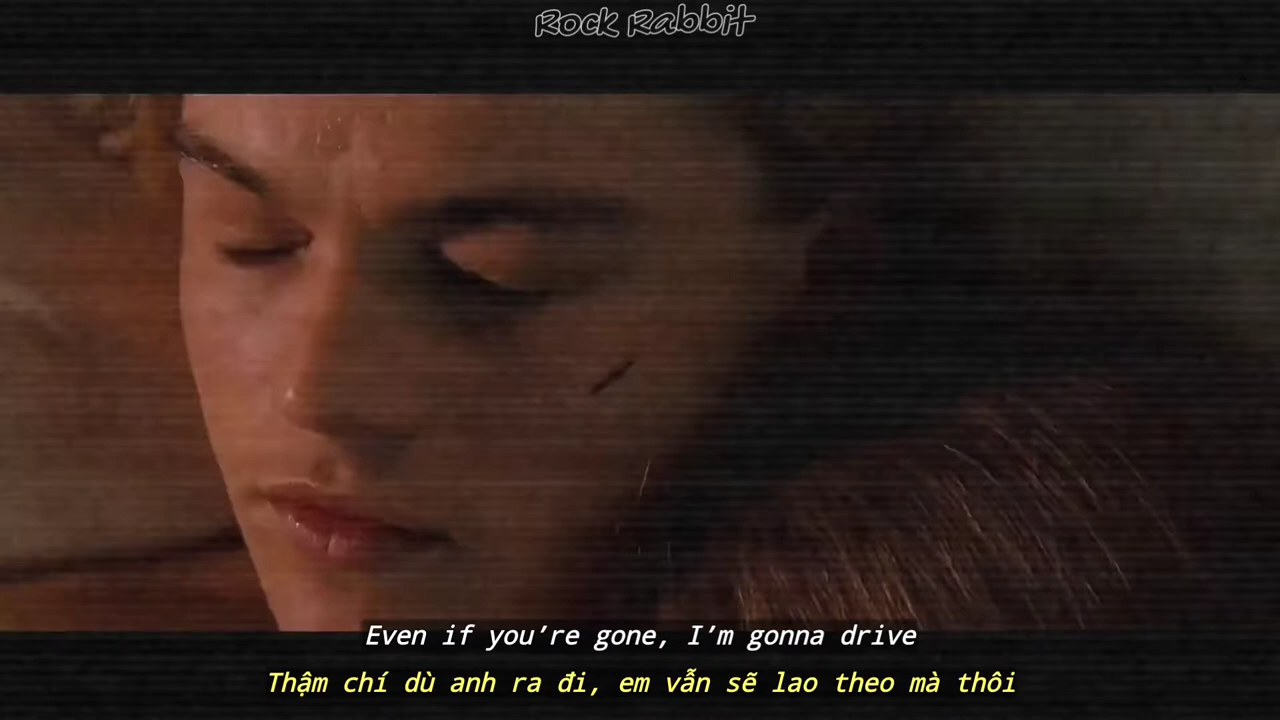 Rock Rabbit
Even if you're gone, I'm gonna drive
Thậm chí dù anh ra đi, em vẫn sẽ lao theo mà thôi